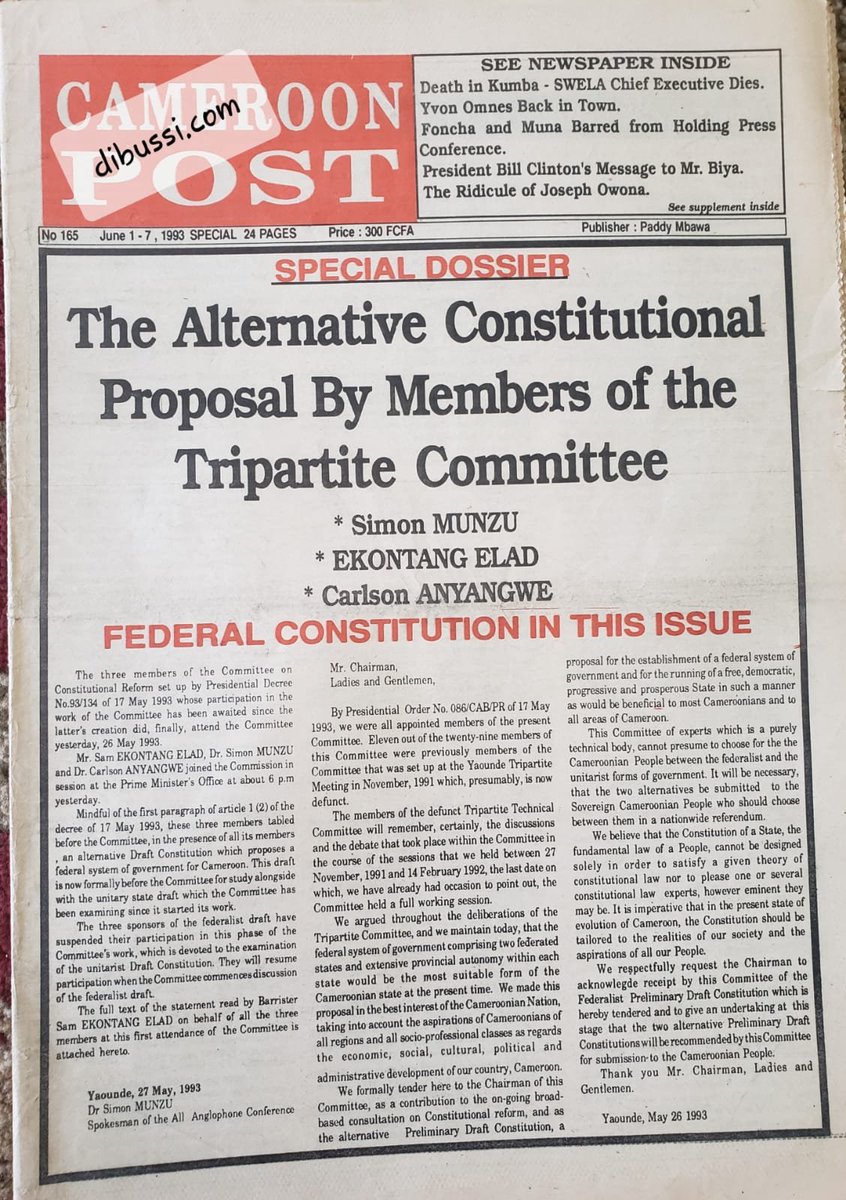 CAMEROON
POST
dibussi.com
SEE NEWSPAPER INSIDE
Death in Kumba - SWELA Chief Executive Dies.
Yvon Omnes Back in Town.
Foncha and Muna Barred from Holding Press
Conference.
President Bill Clinton's Message to Mr. Biya.
The Ridicule of Joseph Owona.
See supplement inside
No 165 June 1 - 7, 1993 SPECIAL 24 PAGES Price : 300 FCFA Publisher : Paddy Mbawa
SPECIAL DOSSIER
The Alternative Constitutional
Proposal By Members of the
Tripartite Committee
* Simon MUNZU
* EKONTANG ELAD
* Carlson ANYANGWE
FEDERAL CONSTITUTION IN THIS ISSUE
The three members of the Committee on
Constitutional Reform set up by Presidential Decree
No.93/134 of 17 May 1993 whose participation in the
work of the Committee has been awaited since the
latter's creation did, finally, attend the Committee
yesterday, 26 May 1993.
Mr. Sam EKONTANG ELAD, Dr. Simon MUNZU
and Dr. Carlson ANYANGWE joined the Commission in
session at the Prime Minister's Office at about 6 p.m
yesterday.
Mindful of the first paragraph of article 1 (2) of the
decree of 17 May 1993, these three members tabled
before the Committee, in the presence of all its members
, an alternative Draft Constitution which proposes a
federal system of government for Cameroon. This draft
is now formally before the Committee for study alongside
with the unitary state draft which the Committee has
been examining since it started its work.
The three sponsors of the federalist draft have
suspended their participation in this phase of the
Committee's work, which is devoted to the examination
of the unitarist Draft Constitution. They will resume
participation when the Committee commences discussion
of the federalist draft.
The full text of the statement read by Barrister
Sam EKONTANG ELAD on behalf of all the three
members at this first attendance of the Committee is
attached hereto.
Yaounde, 27 May, 1993
Dr Simon MUNZU
Spokesman of the All Anglophone Conference
Mr. Chairman,
Ladies and Gentlemen,
By Presidential Order No. 086/CAB/PR of 17 May
1993, we were all appointed members of the present
Committee. Eleven out of the twenty-nine members of
this Committee were previously members of the
Committee that was set up at the Yaounde Tripartite
Meeting in November, 1991 which, presumably, is now
defunct.
The members of the defunct Tripartite Technical
Committee will remember, certainly, the discussions
and the debate that took place within the Committee in
the course of the sessions that we held between 27
November, 1991 and 14 February 1992, the last date on
which, we have already had occasion to point out, the
Committee held a full working session.
We argued throughout the deliberations of the
Tripartite Committee, and we maintain today, that the
federal system of government comprising two federated
states and extensive provincial autonomy within each
state would be the most suitable form of the
Cameroonian state at the present time. We made this
proposal in the best interest of the Cameroonian Nation,
taking into account the aspirations of Cameroonians of
all regions and all socio-professional classes as regards
the economic, social, cultural, political and
administrative development of our country, Cameroon.
We formally tender here to the Chairman of this
Committee, as a contribution to the on-going broad-
based consultation on Constitutional reform, and as
the alternative Preliminary Draft Constitution, a
proposal for the establishment of a federal system of
government and for the running of a free, democratic,
progressive and prosperous State in such a manner
as would be beneficial to most Cameroonians and to
all areas of Cameroon.
This Committee of experts which is a purely
technical body, cannot presume to choose for the the
Cameroonian People between the federalist and the
unitarist forms of government. It will be necessary,
that the two alternatives be submitted to the
Sovereign Cameroonian People who should choose
between them in a nationwide referendum.
We believe that the Constitution of a State, the
fundamental law of a People, cannot be designed
solely in order to satisfy a given theory of
constitutional law nor to please one or several
constitutional law experts, however eminent they
may be. It is imperative that in the present state of
evolution of Cameroon, the Constitution should be
tailored to the realities of our society and the
aspirations of all our People.
We respectfully request the Chairman to
acknowlegde receipt by this Committee of the
Federalist Preliminary Draft Constitution which is
hereby tendered and to give an undertaking at this
stage that the two alternative Preliminary Draft
Constitutions will be recommended by this Committee
for submission to the Cameroonian People.
Thank you Mr. Chairman, Ladies and
Gentlemen.
Yaounde, May 26 1993